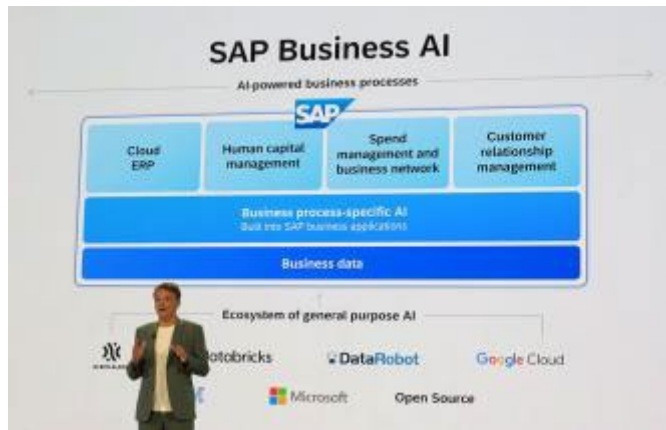 SAP Business AI
AI-powered business processes
SAP
Cloud
ERP
Human capital
management
Spend
management and
business network
Customer
relationship
management
Business process-specific AI
Built into SAP business applications
Business data
Ecosystem of general purpose AI
databricks
DataRobot
Google Cloud
Microsoft
Open Source